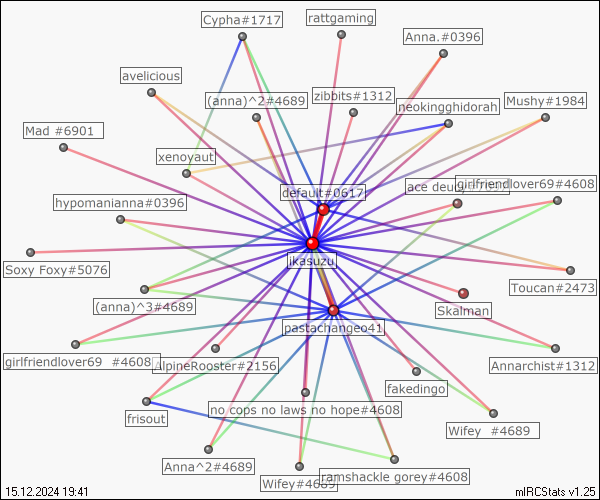 Cypha#1717
rattgaming
Anna.#0396
avelicious
(anna)^2#4689
zibbits#1312
neokingghidorah
Mushy#1984
Mad #6901
xenoyaut
default#0617
ace deug
girlfriendlover69#4608
hypomanianna#0396
ikasuzu
Soxy Foxy#5076
Toucan#2473
(anna)^3#4689
Skalman
pastachangeo41
girlfriendlover69 #4608
AlpineRooster#2156
Annarchist#1312
fakedingo
no cops no laws no hope#4608
frisout
Wifey #4689
Anna^2#4689
Wifey#4689
ramshackle gorey#4608
15.12.2024 19:41
mIRCStats v1.25